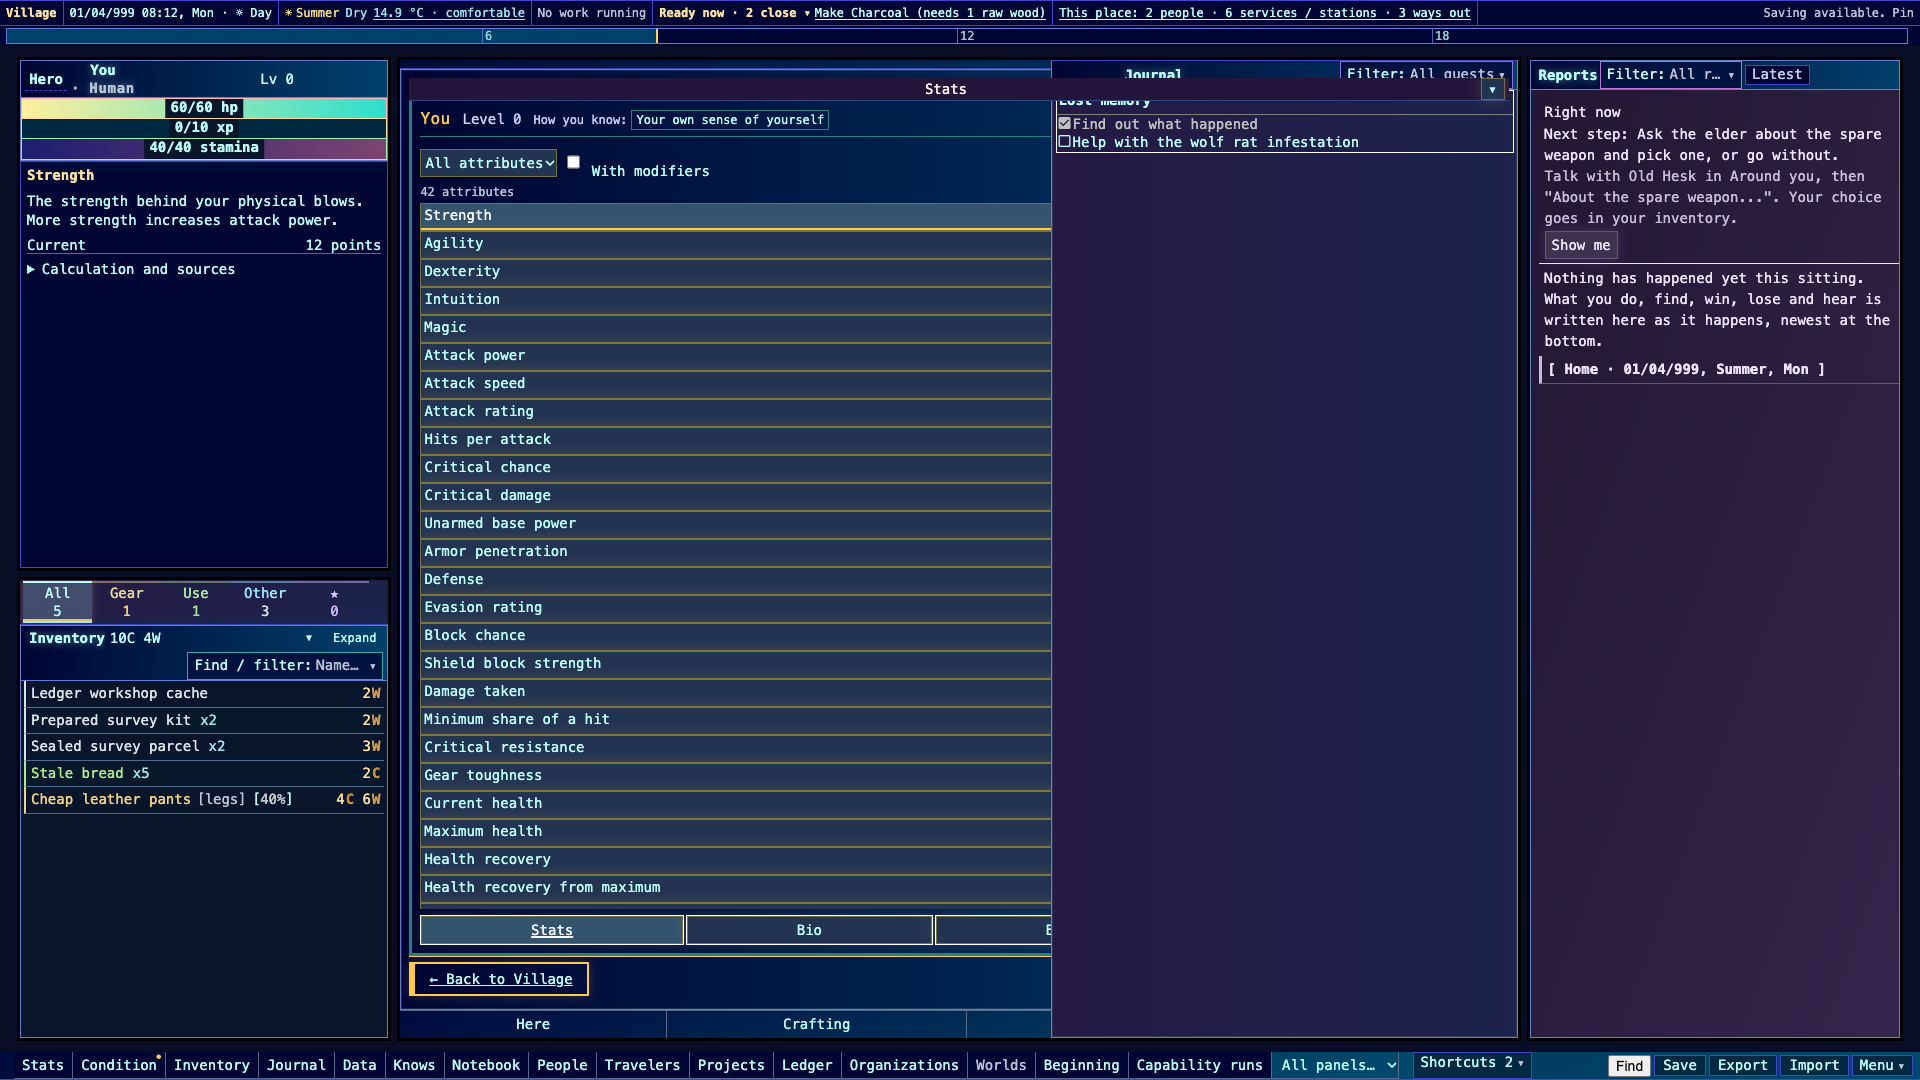 Village 01/04/999 08:12, Mon · ☀ Day ☀ Summer Dry 14.9 °C · comfortable No work running Ready now · 2 close ▾ Make Charcoal (needs 1 raw wood) This place: 2 people · 6 services / stations · 3 ways out Saving available. Pin
6 12 18
Hero · You Human Lv 0
60/60 hp
0/10 xp
40/40 stamina
Strength
The strength behind your physical blows.
More strength increases attack power.
Current 12 points
▶ Calculation and sources
All 5 Gear 1 Use 1 Other 3 ★ 0
Inventory 10C 4W ▾ Expand
Find / filter: Name… ▾
Ledger workshop cache 2W
Prepared survey kit x2 2W
Sealed survey parcel x2 3W
Stale bread x5 2C
Cheap leather pants [legs] [40%] 4C 6W
Stats ▾
You Level 0 How you know: Your own sense of yourself
All attributes With modifiers
42 attributes
Strength
Agility
Dexterity
Intuition
Magic
Attack power
Attack speed
Attack rating
Hits per attack
Critical chance
Critical damage
Unarmed base power
Armor penetration
Defense
Evasion rating
Block chance
Shield block strength
Damage taken
Minimum share of a hit
Critical resistance
Gear toughness
Current health
Maximum health
Health recovery
Health recovery from maximum
Stats Bio
← Back to Village
Here Crafting
Journal Filter: All quests ▾
Lost memory
Find out what happened
Help with the wolf rat infestation
Reports Filter: All r… ▾ Latest
Right now
Next step: Ask the elder about the spare
weapon and pick one, or go without.
Talk with Old Hesk in Around you, then
"About the spare weapon...". Your choice
goes in your inventory.
Show me
Nothing has happened yet this sitting.
What you do, find, win, lose and hear is
written here as it happens, newest at the
bottom.
[ Home · 01/04/999, Summer, Mon ]
Stats Condition Inventory Journal Data Knows Notebook People Travelers Projects Ledger Organizations Worlds Beginning Capability runs All panels… Shortcuts 2 ▾ Find Save Export Import Menu ▾